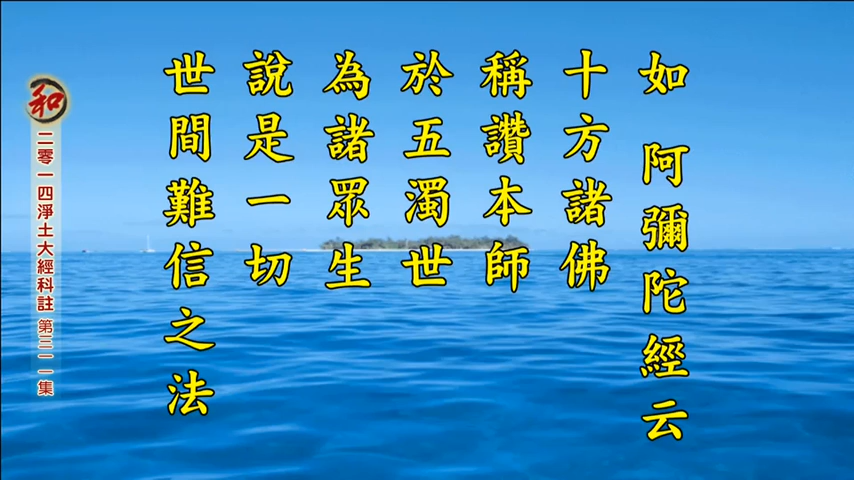 如 阿彌陀經云
十方諸佛
稱讚本師
於五濁世
為諸眾生
說是一切
世間難信之法
和
二零一四淨土大經科註 第三一一集